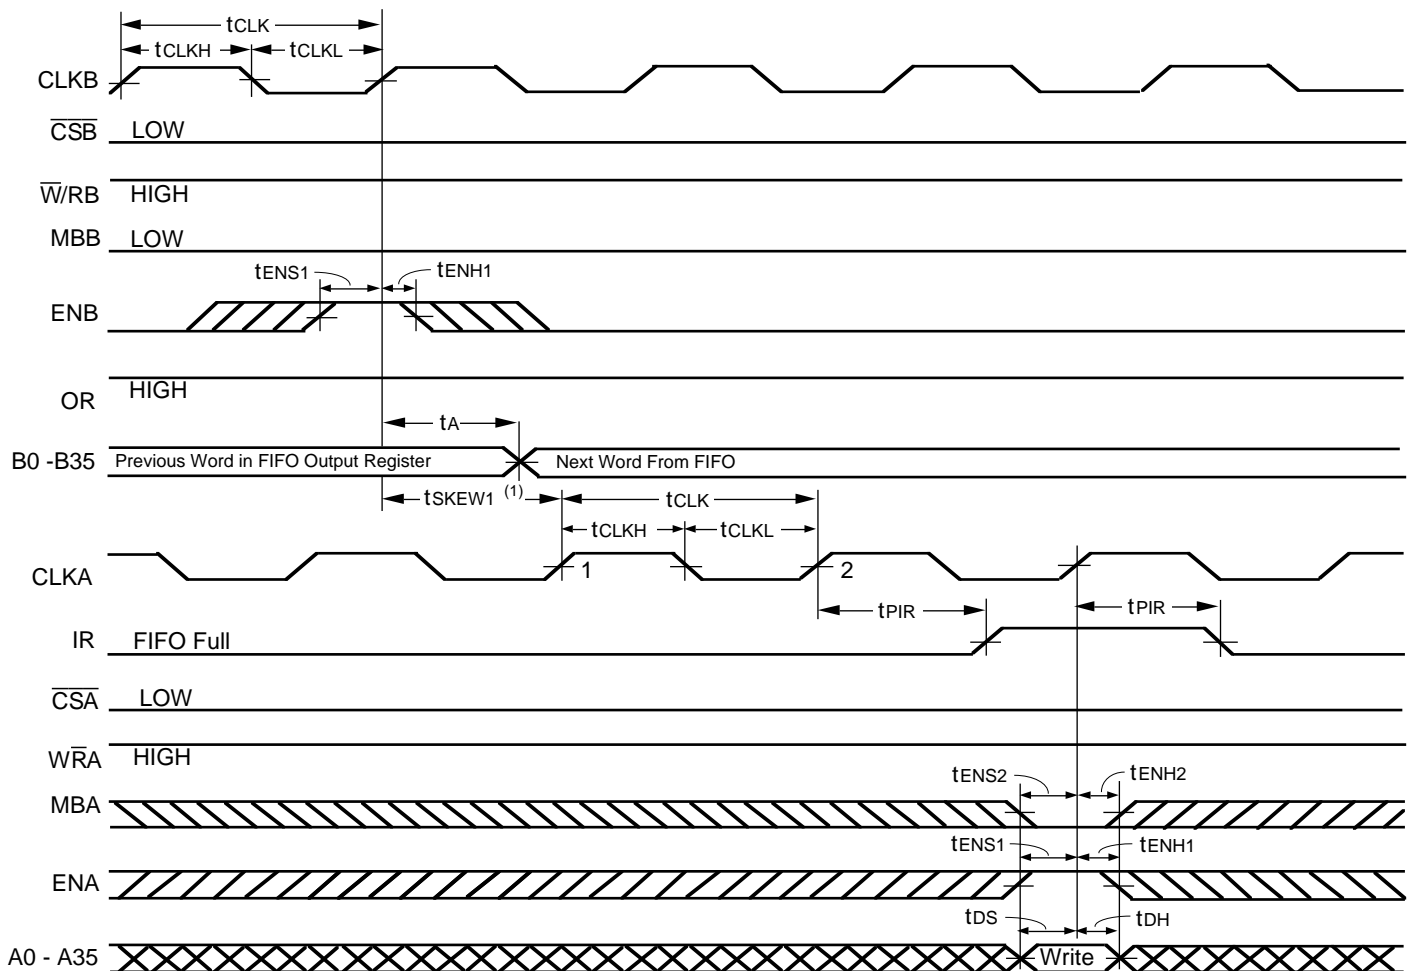 tCLK
tCLKH tCLKL
CLKB
CSB LOW
W/RB HIGH
MBB LOW
tENS1 tENH1
ENB
OR HIGH
tA
B0 -B35 Previous Word in FIFO Output Register Next Word From FIFO
tSKEW1 (1) tCLK
tCLKH tCLKL
CLKA 1 2
tPIR tPIR
IR FIFO Full
CSA LOW
WRA HIGH
tENS2 tENH2
MBA
tENS1 tENH1
ENA
tDS tDH
A0 - A35 Write